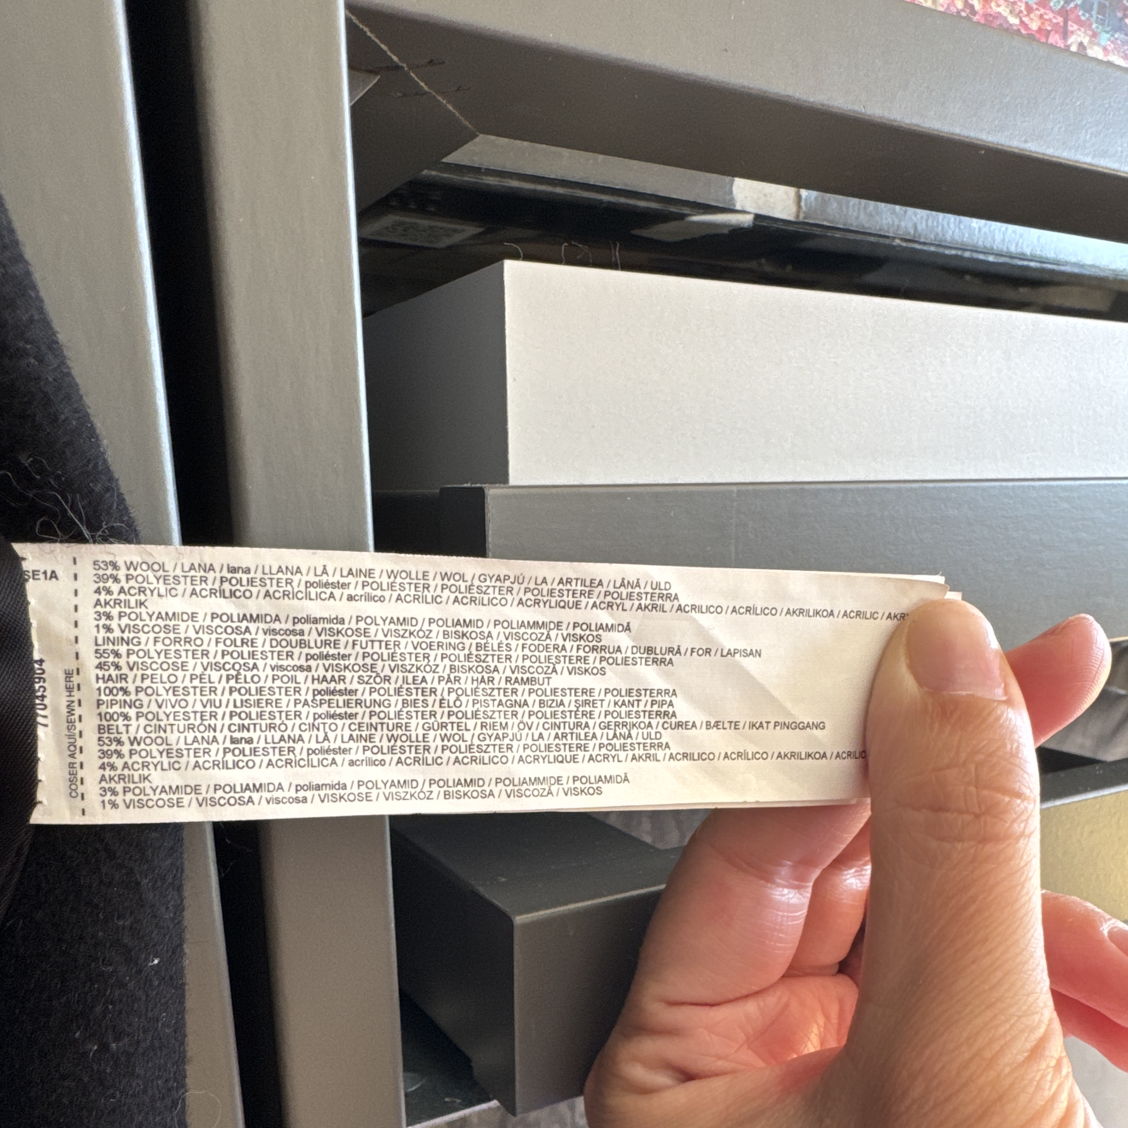 SE1A
77045904
COSER AQUÍ/SEWN HERE
53% WOOL / LANA / lana / LLANA / LÃ / LAINE / WOLLE / WOL / GYAPJÚ / LA / ARTILEA / LÂNĂ / ULD
39% POLYESTER / POLIESTER / poliéster / POLIÉSTER / POLIÉSZTER / POLIESTERE / POLIESTERRA
4% ACRYLIC / ACRÍLICO / ACRICÍLICA / acrílico / ACRÍLIC / ACRÍLICO / ACRYLIQUE / ACRYL / AKRIL / ACRILICO / ACRÍLICO / AKRILIKOA / ACRILIC /
AKRILIK
3% POLYAMIDE / POLIAMIDA / poliamida / POLYAMID / POLIAMID / POLIAMMIDE / POLIAMIDĂ
1% VISCOSE / VISCOSA / viscosa / VISKOSE / VISZKÓZ / BISKOSA / VISCOZĂ / VISKOS
LINING / FORRO / FOLRE / DOUBLURE / FUTTER / VOERING / BÉLÉS / FODERA / FORRUA / DUBLURĂ / FOR / LAPISAN
55% POLYESTER / POLIESTER / poliéster / POLIÉSTER / POLIÉSZTER / POLIESTERE / POLIESTERRA
45% VISCOSE / VISCOSA / viscosa / VISKOSE / VISZKÓZ / BISKOSA / VISCOZĂ / VISKOS
HAIR / PELO / PÈL / PÊLO / POIL / HAAR / SZŐR / ILEA / PĂR / HÅR / RAMBUT
100% POLYESTER / POLIESTER / poliéster / POLIÉSTER / POLIÉSZTER / POLIESTERE / POLIESTERRA
PIPING / VIVO / VIU / LISIERE / PASPELIERUNG / BIES / ÉLŐ / PISTAGNA / BIZIA / ŞIRET / KANT / PIPA
100% POLYESTER / POLIESTER / poliéster / POLIÉSTER / POLIÉSZTER / POLIESTERE / POLIESTERRA
BELT / CINTURÓN / CINTURÓ / CINTO / CEINTURE / GÜRTEL / RIEM / ÖV / CINTURA / GERRIKOA / CUREA / BÆLTE / IKAT PINGGANG
53% WOOL / LANA / lana / LLANA / LÃ / LAINE / WOLLE / WOL / GYAPJÚ / LA / ARTILEA / LÂNĂ / ULD
39% POLYESTER / POLIESTER / poliéster / POLIÉSTER / POLIÉSZTER / POLIESTERE / POLIESTERRA
4% ACRYLIC / ACRÍLICO / ACRICÍLICA / acrílico / ACRÍLIC / ACRÍLICO / ACRYLIQUE / ACRYL / AKRIL / ACRILICO / ACRÍLICO / AKRILIKOA /
AKRILIK
3% POLYAMIDE / POLIAMIDA / poliamida / POLYAMID / POLIAMID / POLIAMMIDE / POLIAMIDĂ
1% VISCOSE / VISCOSA / viscosa / VISKOSE / VISZKÓZ / BISKOSA / VISCOZĂ / VISKOS